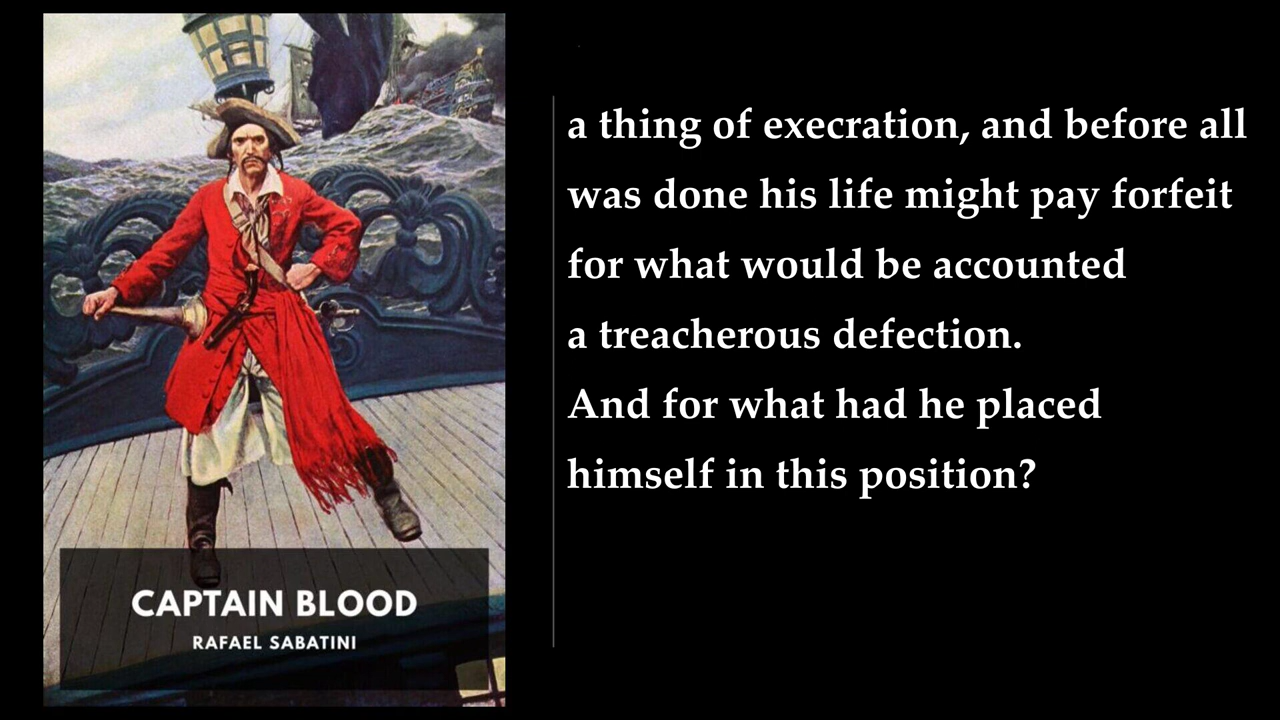 a thing of execration, and before all
was done his life might pay forfeit
for what would be accounted
a treacherous defection.
And for what had he placed
himself in this position?
CAPTAIN BLOOD
RAFAEL SABATINI